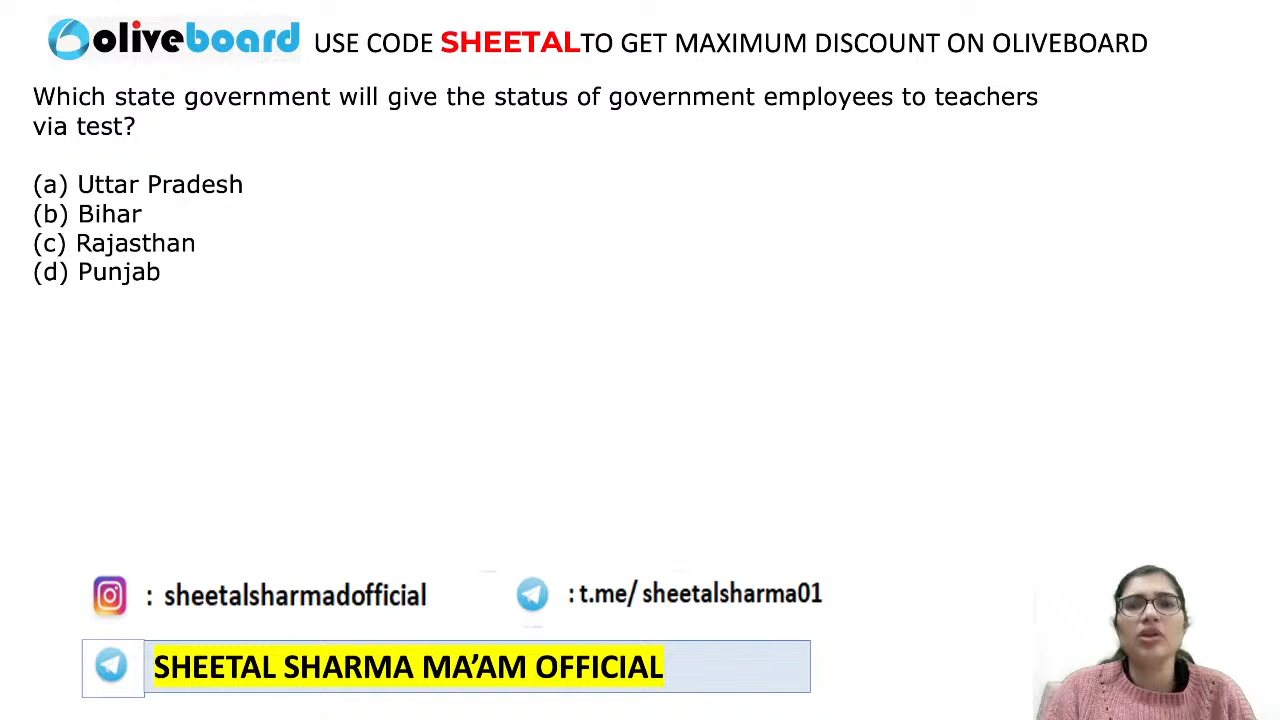 oliveboard USE CODE SHEETALTO GET MAXIMUM DISCOUNT ON OLIVEBOARD
Which state government will give the status of government employees to teachers
via test?
(a) Uttar Pradesh
(b) Bihar
(c) Rajasthan
(d) Punjab
: sheetalsharmadofficial
: t.me/ sheetalsharma01
SHEETAL SHARMA MA’AM OFFICIAL